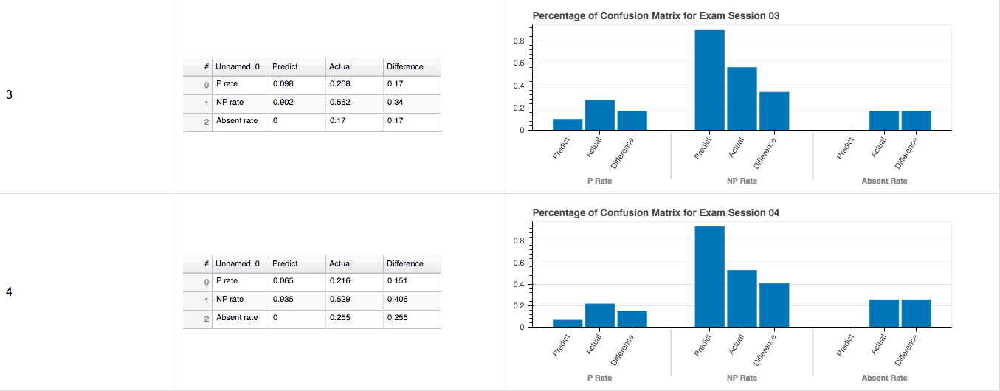 3
# Unnamed: 0 Predict Actual Difference
0 P rate 0.098 0.268 0.17
1 NP rate 0.902 0.562 0.34
2 Absent rate 0 0.17 0.17
Percentage of Confusion Matrix for Exam Session 03
0.8
0.6
0.4
0.2
0
Predict Actual Difference Predict Actual Difference Predict Actual Difference
P Rate NP Rate Absent Rate
4
# Unnamed: 0 Predict Actual Difference
0 P rate 0.065 0.216 0.151
1 NP rate 0.935 0.529 0.406
2 Absent rate 0 0.255 0.255
Percentage of Confusion Matrix for Exam Session 04
0.8
0.6
0.4
0.2
0
Predict Actual Difference Predict Actual Difference Predict Actual Difference
P Rate NP Rate Absent Rate